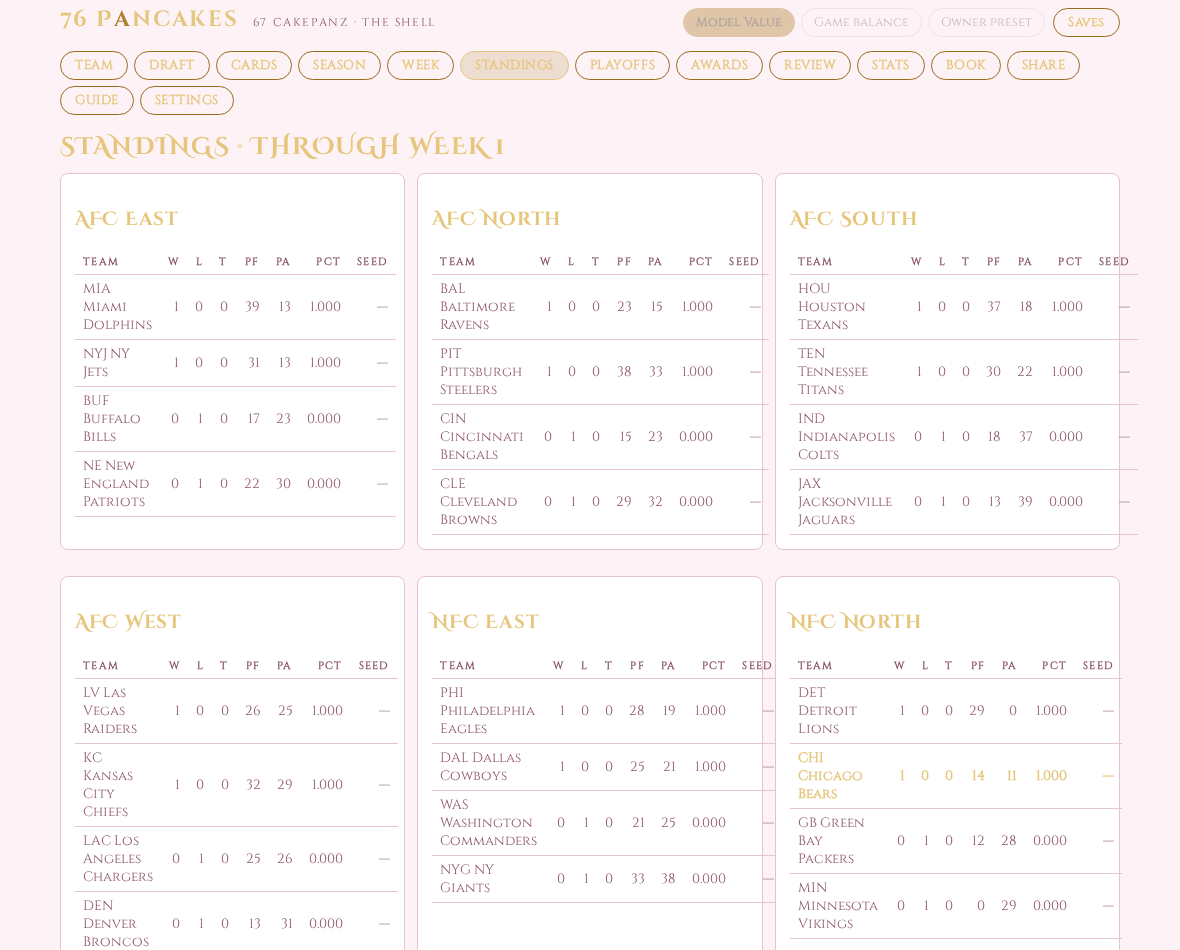 76 PANCAKES 67 CAKEPANZ · THE SHELL
MODEL VALUE GAME BALANCE OWNER PRESET SAVES
TEAM DRAFT CARDS SEASON WEEK STANDINGS PLAYOFFS AWARDS REVIEW STATS BOOK SHARE
GUIDE SETTINGS
STANDINGS · THROUGH WEEK 1
AFC EAST
TEAM W L T PF PA PCT SEED
MIA
MIAMI 1 0 0 39 13 1.000 —
DOLPHINS
NYJ NY
JETS 1 0 0 31 13 1.000 —
BUF
BUFFALO 0 1 0 17 23 0.000 —
BILLS
NE NEW
ENGLAND 0 1 0 22 30 0.000 —
PATRIOTS
AFC NORTH
TEAM W L T PF PA PCT SEED
BAL
BALTIMORE 1 0 0 23 15 1.000 —
RAVENS
PIT
PITTSBURGH 1 0 0 38 33 1.000 —
STEELERS
CIN
CINCINNATI 0 1 0 15 23 0.000 —
BENGALS
CLE
CLEVELAND 0 1 0 29 32 0.000 —
BROWNS
AFC SOUTH
TEAM W L T PF PA PCT SEED
HOU
HOUSTON 1 0 0 37 18 1.000 —
TEXANS
TEN
TENNESSEE 1 0 0 30 22 1.000 —
TITANS
IND
INDIANAPOLIS 0 1 0 18 37 0.000 —
COLTS
JAX
JACKSONVILLE 0 1 0 13 39 0.000 —
JAGUARS
AFC WEST
TEAM W L T PF PA PCT SEED
LV LAS
VEGAS 1 0 0 26 25 1.000 —
RAIDERS
KC
KANSAS
CITY 1 0 0 32 29 1.000 —
CHIEFS
LAC LOS
ANGELES 0 1 0 25 26 0.000 —
CHARGERS
DEN
DENVER 0 1 0 13 31 0.000 —
BRONCOS
NFC EAST
TEAM W L T PF PA PCT SEED
PHI
PHILADELPHIA 1 0 0 28 19 1.000 —
EAGLES
DAL DALLAS
COWBOYS 1 0 0 25 21 1.000 —
WAS
WASHINGTON 0 1 0 21 25 0.000 —
COMMANDERS
NYG NY
GIANTS 0 1 0 33 38 0.000 —
NFC NORTH
TEAM W L T PF PA PCT SEED
DET
DETROIT 1 0 0 29 0 1.000 —
LIONS
CHI
CHICAGO 1 0 0 14 11 1.000 —
BEARS
GB GREEN
BAY 0 1 0 12 28 0.000 —
PACKERS
MIN
MINNESOTA 0 1 0 0 29 0.000 —
VIKINGS